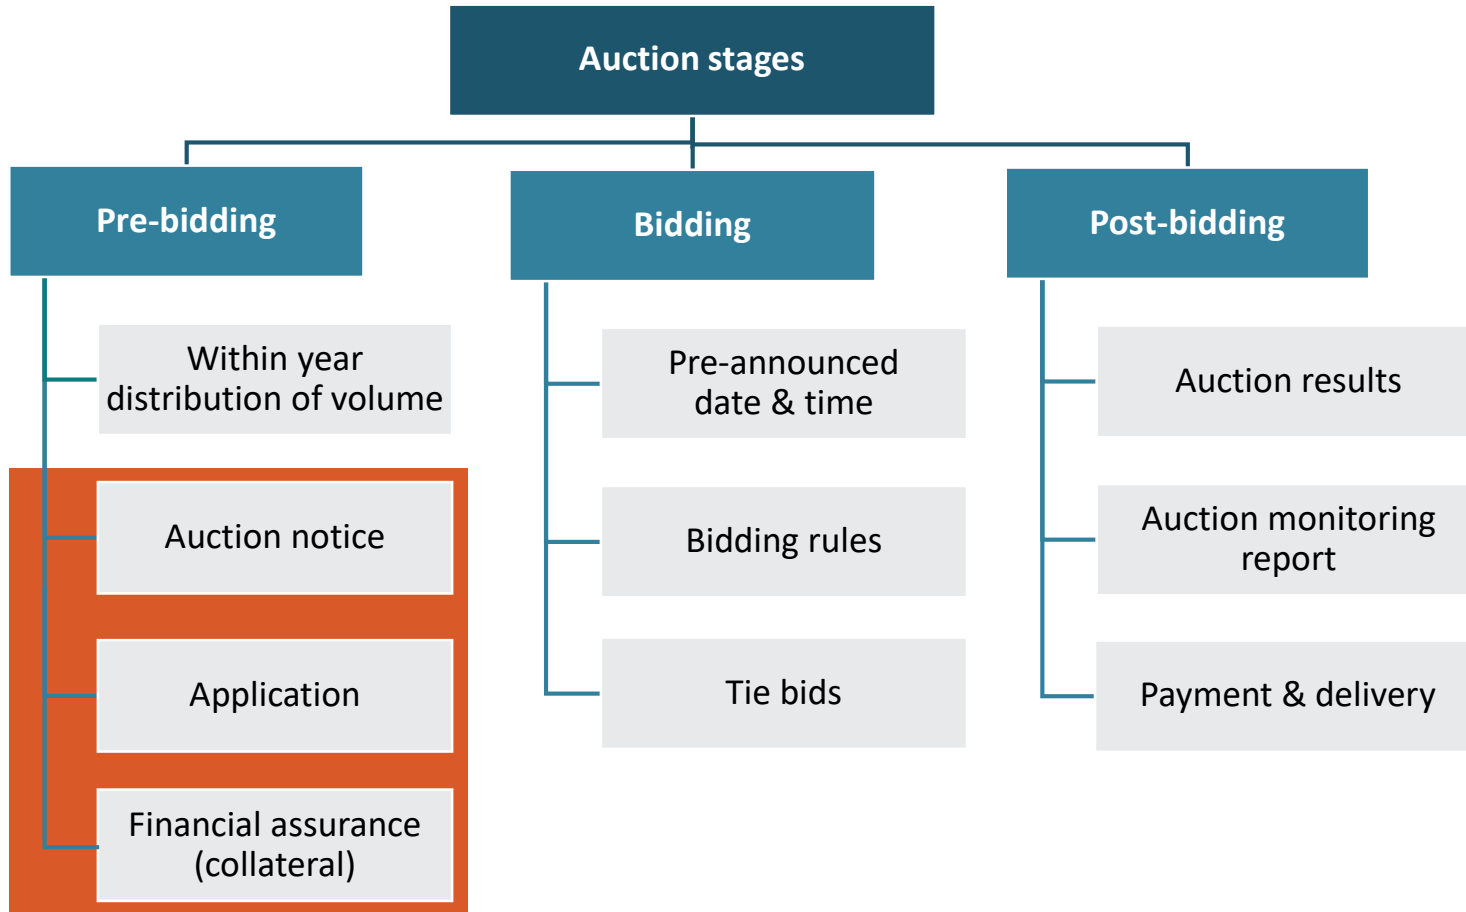 Auction stages
Pre-bidding
Within year
distribution of volume
Auction notice
Application
Financial assurance
(collateral)
Bidding
Pre-announced
date & time
Bidding rules
Tie bids
Post-bidding
Auction results
Auction monitoring
report
Payment & delivery